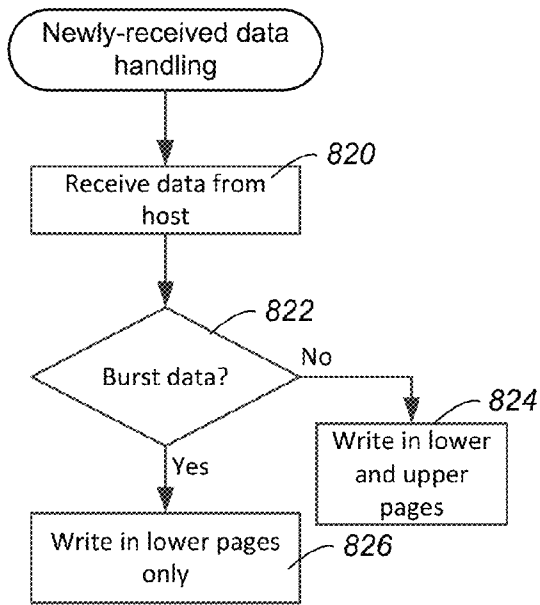 Newly-received data
handling
820
Receive data from
host
822
Burst data?
No
824
Write in lower
and upper
pages
Yes
Write in lower pages
only
826